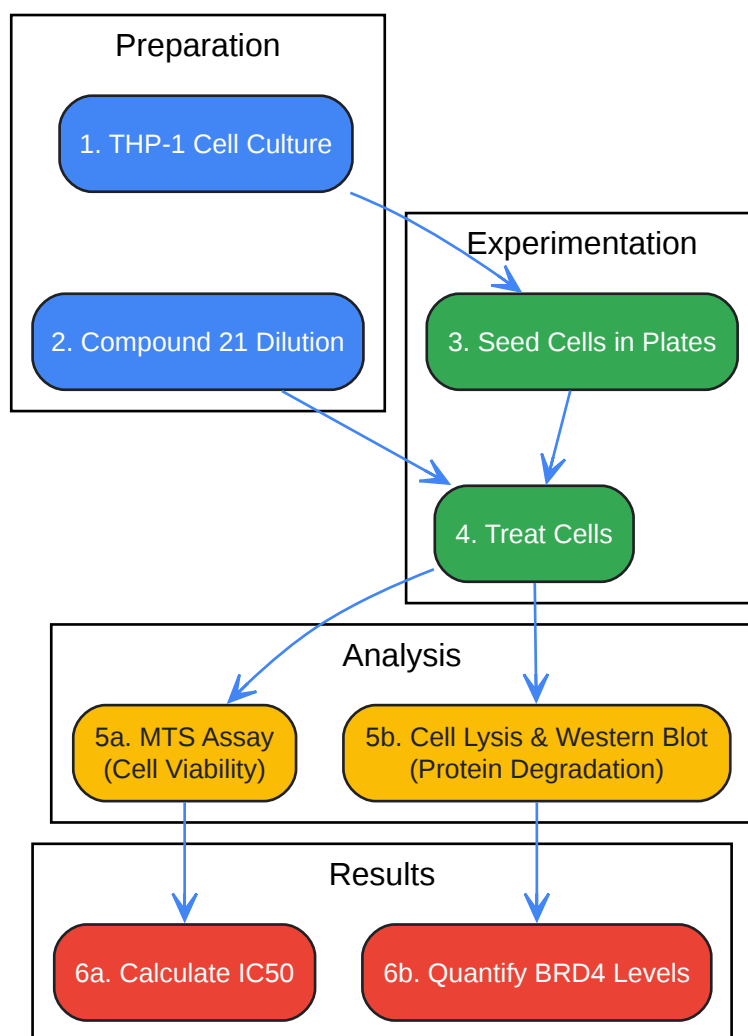 Preparation
1. THP-1 Cell Culture
2. Compound 21 Dilution
Experimentation
3. Seed Cells in Plates
4. Treat Cells
Analysis
5a. MTS Assay
(Cell Viability)
5b. Cell Lysis & Western Blot
(Protein Degradation)
Results
6a. Calculate IC50
6b. Quantify BRD4 Levels